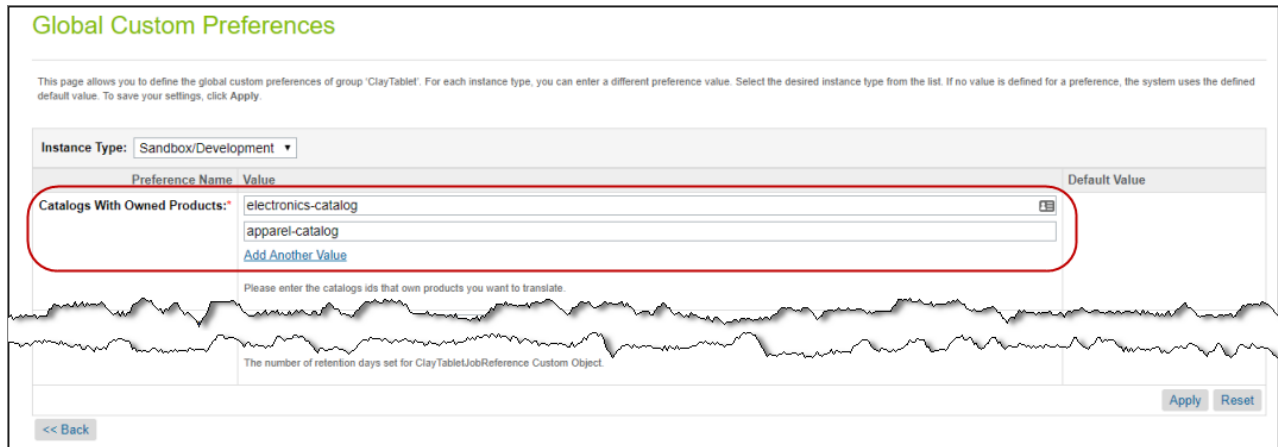 Global Custom Preferences
This page allows you to define the global custom preferences of group 'ClayTablet'. For each instance type, you can enter a different preference value. Select the desired instance type from the list. If no value is defined for a preference, the system uses the defined
default value. To save your settings, click Apply.
Instance Type: Sandbox/Development
Preference Name Value Default Value
Catalogs With Owned Products:* electronics-catalog
apparel-catalog
Add Another Value
Please enter the catalogs ids that own products you want to translate.
The number of retention days set for ClayTabletJobReference Custom Object.
Apply Reset
<< Back